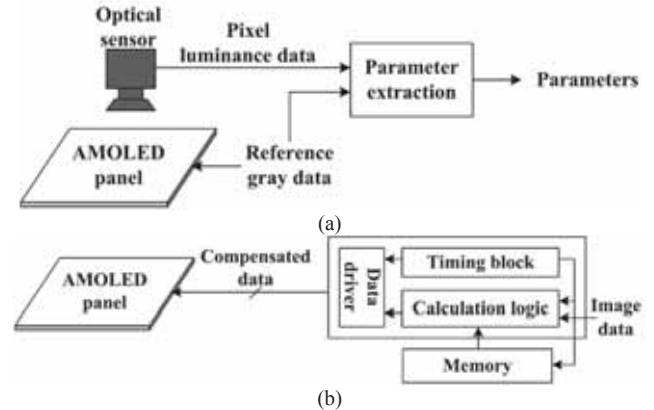 Optical
sensor
Pixel
luminance data
Parameter
extraction
Parameters
AMOLED
panel
Reference
gray data
(a)
AMOLED
panel
Compensated
data
Data
driver
Timing block
Calculation logic
Image
data
Memory
(b)